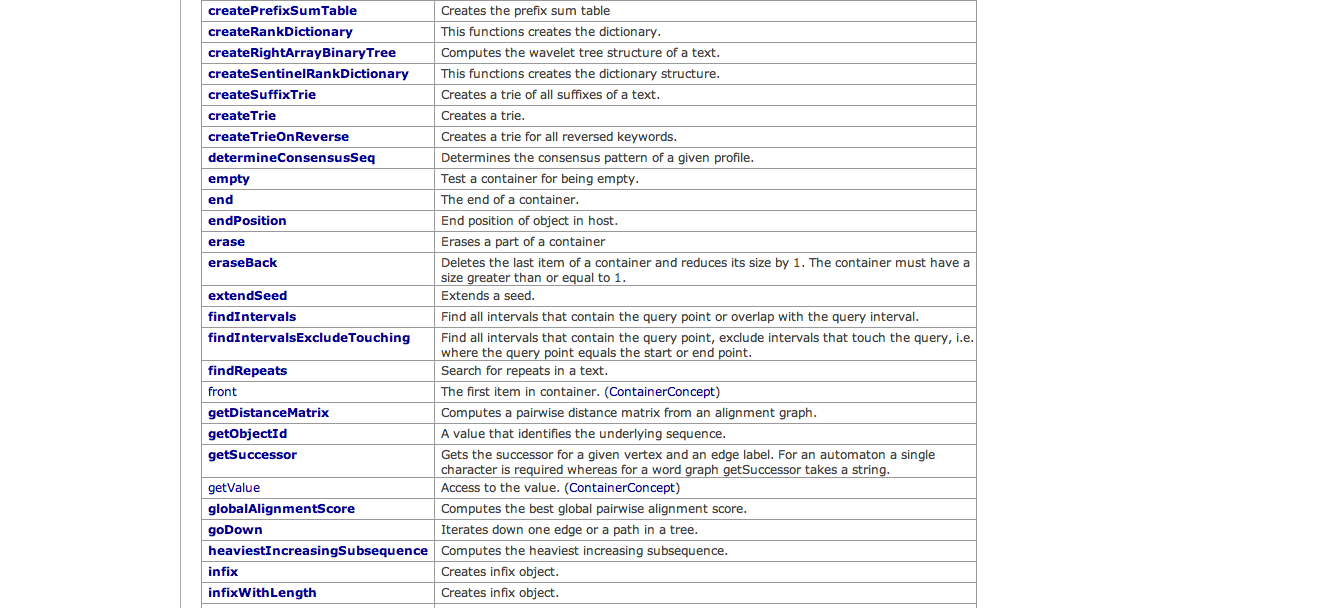 createPrefixSumTable Creates the prefix sum table
createRankDictionary This functions creates the dictionary.
createRightArrayBinaryTree Computes the wavelet tree structure of a text.
createSentinelRankDictionary This functions creates the dictionary structure.
createSuffixTrie Creates a trie of all suffixes of a text.
createTrie Creates a trie.
createTrieOnReverse Creates a trie for all reversed keywords.
determineConsensusSeq Determines the consensus pattern of a given profile.
empty Test a container for being empty.
end The end of a container.
endPosition End position of object in host.
erase Erases a part of a container
eraseBack Deletes the last item of a container and reduces its size by 1. The container must have a
size greater than or equal to 1.
extendSeed Extends a seed.
findIntervals Find all intervals that contain the query point or overlap with the query interval.
findIntervalsExcludeTouching Find all intervals that contain the query point, exclude intervals that touch the query, i.e.
where the query point equals the start or end point.
findRepeats Search for repeats in a text.
front The first item in container. (ContainerConcept)
getDistanceMatrix Computes a pairwise distance matrix from an alignment graph.
getObjectId A value that identifies the underlying sequence.
getSuccessor Gets the successor for a given vertex and an edge label. For an automaton a single
character is required whereas for a word graph getSuccessor takes a string.
getValue Access to the value. (ContainerConcept)
globalAlignmentScore Computes the best global pairwise alignment score.
goDown Iterates down one edge or a path in a tree.
heaviestIncreasingSubsequence Computes the heaviest increasing subsequence.
infix Creates infix object.
infixWithLength Creates infix object.